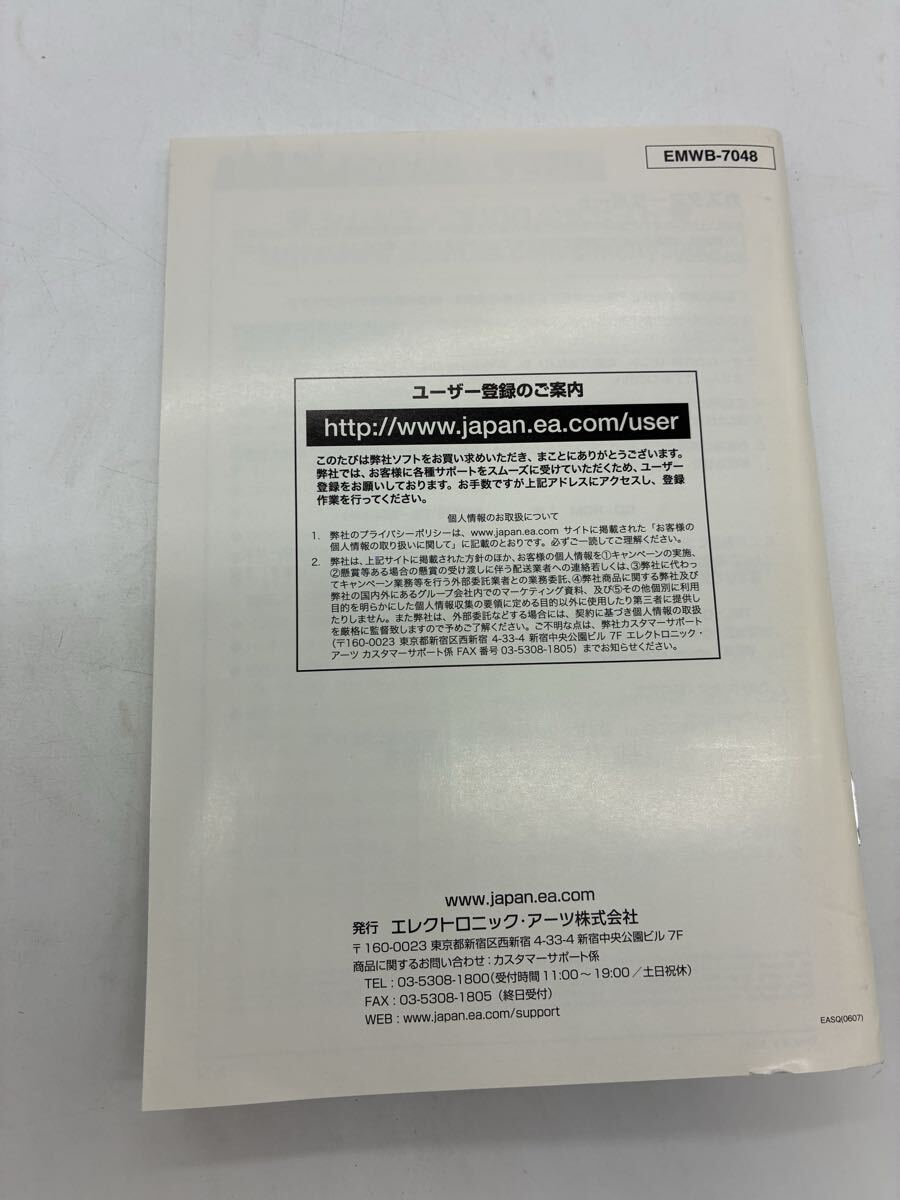 EMWB-7048
ユーザー登録のご案内
http://www.japan.ea.com/user
このたびは弊社ソフトをお買い求めいただき、まことにありがとうございます。
弊社では、お客様に各種サポートをスムーズに受けていただくため、ユーザー
登録をお願いしております。お手数ですが上記アドレスにアクセスし、登録
作業を行ってください。
個人情報のお取扱について
1. 弊社のプライバシーポリシーは、www.japan.ea.com サイトに掲載された「お客様の
個人情報の取り扱いに関して」に記載のとおりです。必ずご一読してご理解ください。
2. 弊社は、上記サイトに掲載された方針のほか、お客様の個人情報を①キャンペーンの実施、
②懸賞等ある場合の懸賞の受け渡しに伴う配送業者への連絡若しくは、③弊社に代わっ
てキャンペーン業務等を行う外部委託業者との業務委託、④弊社商品に関する弊社及び
弊社の国内外にあるグループ会社内でのマーケティング資料、及び⑤その他個別に利用
目的を明らかにした個人情報収集の要領に定める目的以外に使用したり第三者に提供し
たりしません。また弊社は、外部委託などする場合には、契約に基づき個人情報の取扱
を厳格に監督致しますので予めご了解ください。ご不明な点は、弊社カスタマーサポート
（〒160-0023 東京都新宿区西新宿 4-33-4 新宿中央公園ビル 7F エレクトロニック・
アーツ カスタマーサポート係 FAX 番号 03-5308-1805）までお知らせください。
www.japan.ea.com
発行 エレクトロニック・アーツ株式会社
〒160-0023 東京都新宿区西新宿 4-33-4 新宿中央公園ビル 7F
商品に関するお問い合わせ：カスタマーサポート係
TEL : 03-5308-1800（受付時間 11:00～19:00／土日祝休）
FAX : 03-5308-1805（終日受付）
WEB : www.japan.ea.com/support
EASQ(0607)